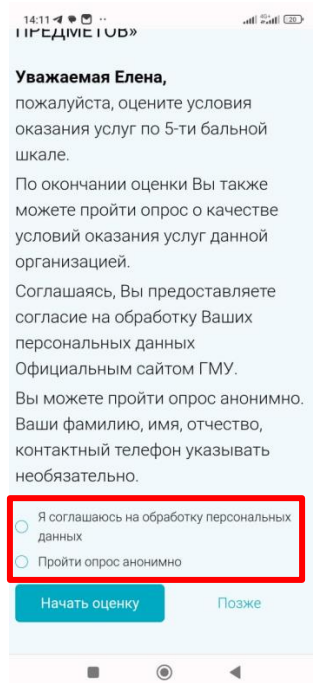 14:11
4G+
20
ПРЕДМЕТОВ»
Уважаемая Елена,
пожалуйста, оцените условия
оказания услуг по 5-ти бальной
шкале.
По окончании оценки Вы также
можете пройти опрос о качестве
условий оказания услуг данной
организацией.
Соглашаясь, Вы предоставляете
согласие на обработку Ваших
персональных данных
Официальным сайтом ГМУ.
Вы можете пройти опрос анонимно.
Ваши фамилию, имя, отчество,
контактный телефон указывать
необязательно.
Я соглашаюсь на обработку персональных
данных
Пройти опрос анонимно
Начать оценку
Позже